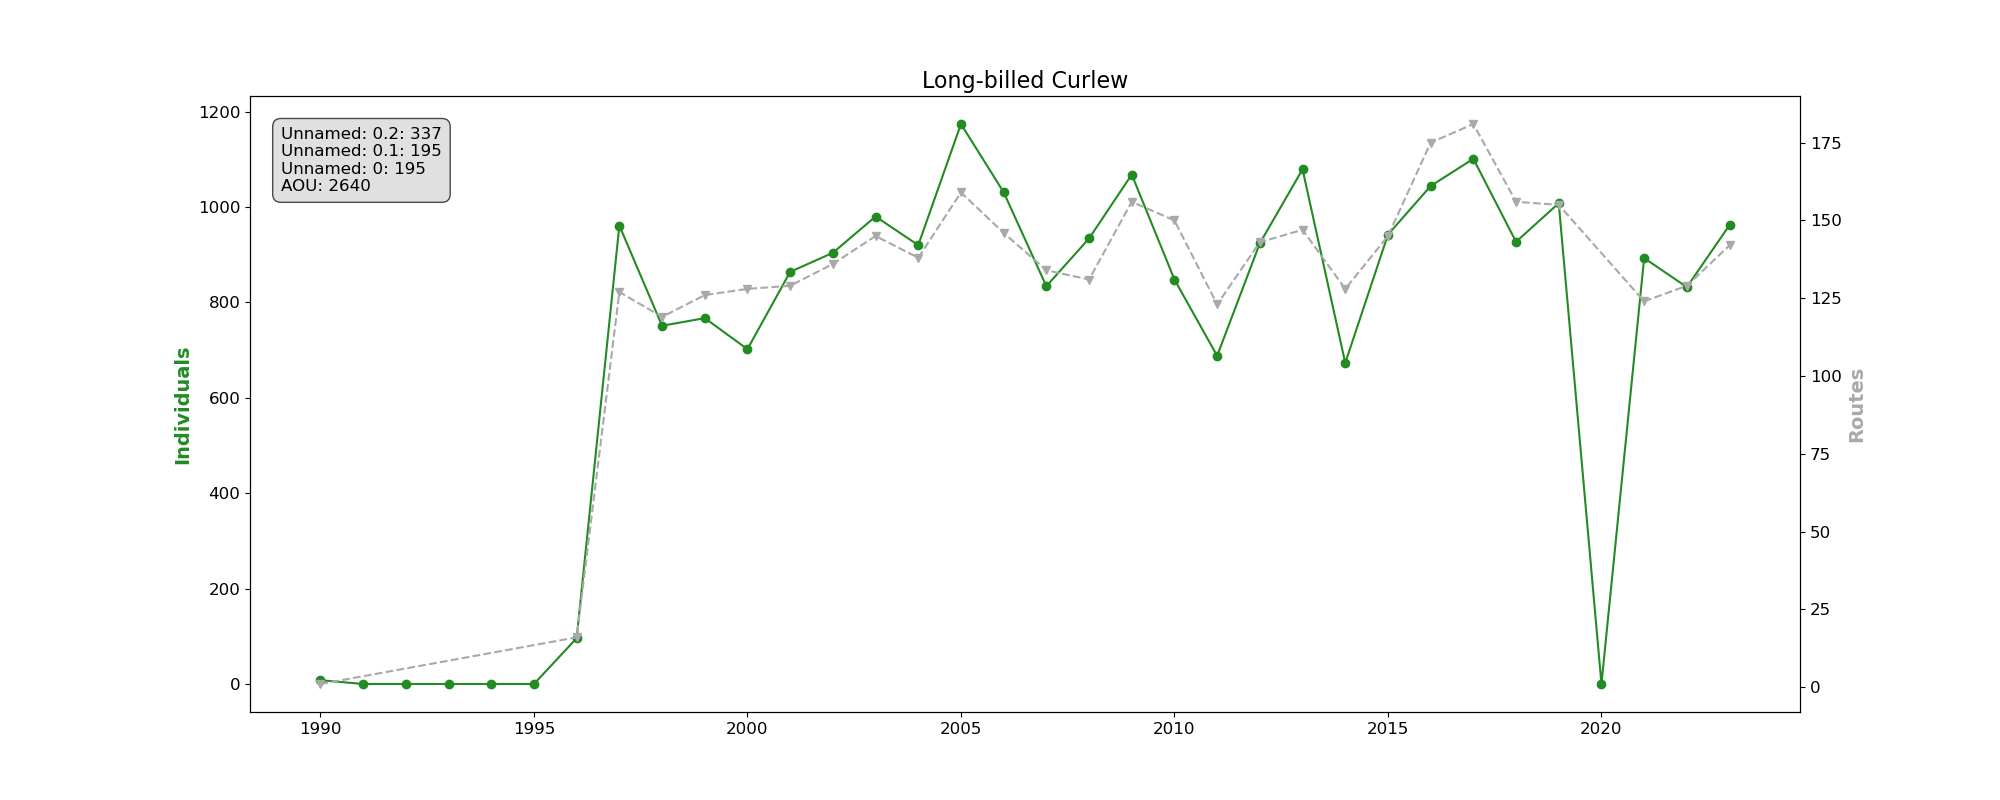 Long-billed Curlew
Unnamed: 0.2: 337
Unnamed: 0.1: 195
Unnamed: 0: 195
AOU: 2640
Individuals
1200
1000
800
600
400
200
0
Routes
175
150
125
100
75
50
25
0
1990 1995 2000 2005 2010 2015 2020